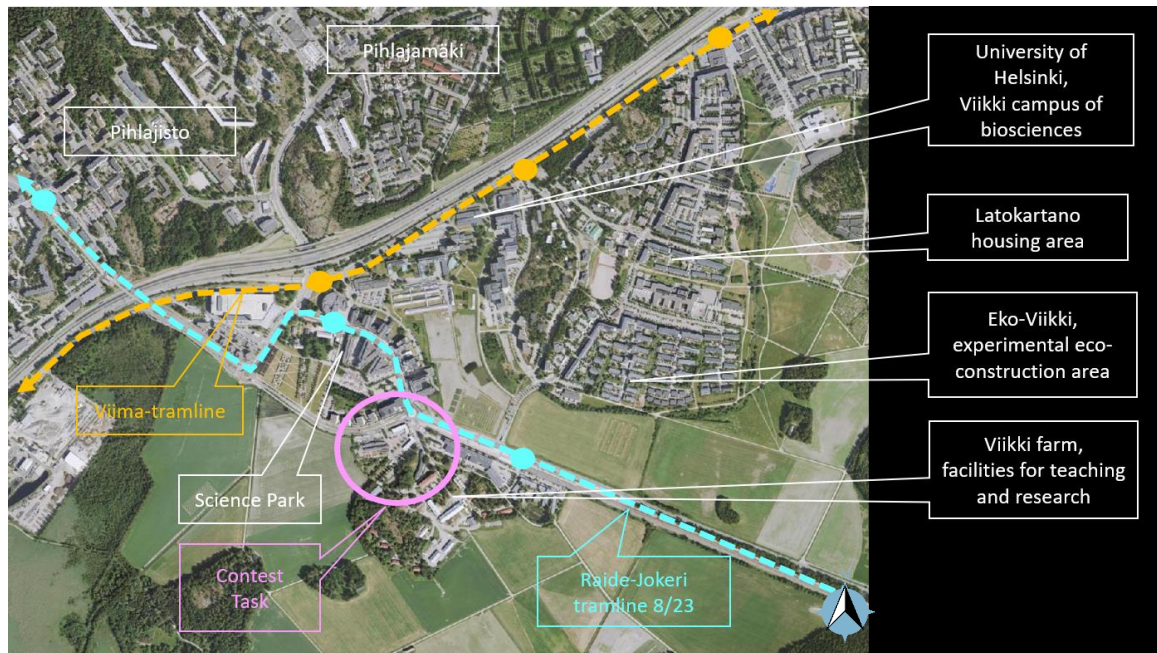 Pihlajamäki
Pihlajisto
University of
Helsinki,
Viikki campus of
biosciences
Latokartano
housing area
Eko-Viikki,
experimental eco-
construction area
Viikki farm,
facilities for teaching
and research
Viima-tramline
Science Park
Contest
Task
Raide-Jokeri
tramline 8/23